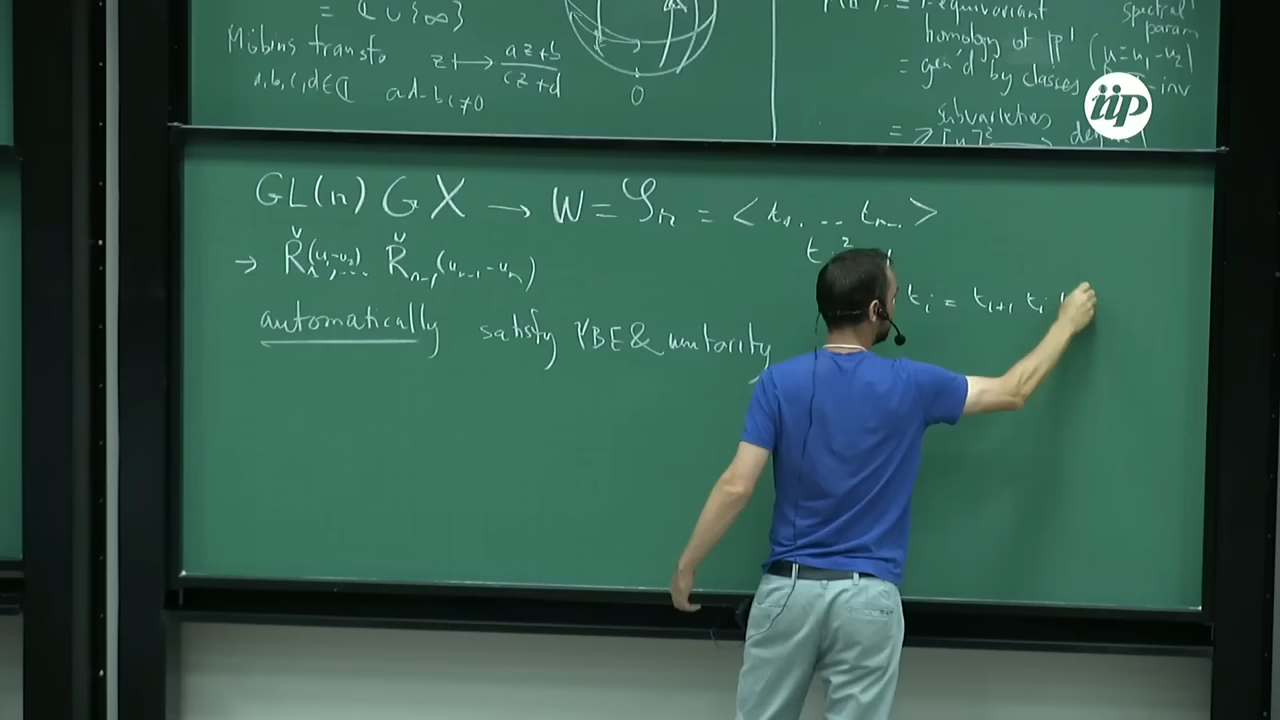 = ℂ ∪ {∞}
Möbius transfo
z ↦ az+b / cz+d
a,b,c,d∈ℂ ad-bc≠0
0
1-equivariant
homology of P¹
= gen'd by classes
subvarieties
spectral
param
(μ=u₁-u₂)
-inv
iip
GL(n) G X → W = 𝒮ₙ = <t₁, ... tₙ₋ >
→ Ř₁(u₁-u₂), ... Řₙ₋₁(uₙ₋₁-uₙ)
tᵢ = tᵢ₊₁ tᵢ
automatically satisfy YBE & unitarity